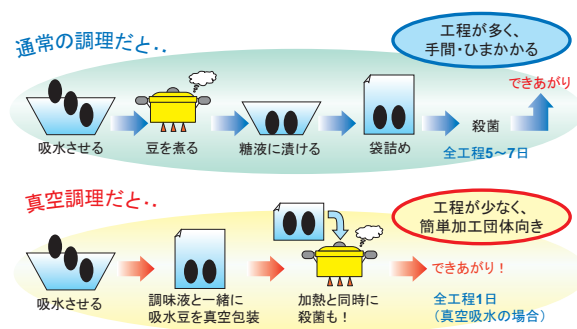 通常の調理だと‥
工程が多く、
手間・ひまかかる
できあがり
吸水させる
豆を煮る
糖液に漬ける
袋詰め
殺菌
全工程5～7日
真空調理だと‥
工程が少なく、
簡単加工団体向き
できあがり！
吸水させる
調味液と一緒に
吸水豆を真空包装
加熱と同時に
殺菌も！
全工程1日
（真空吸水の場合）